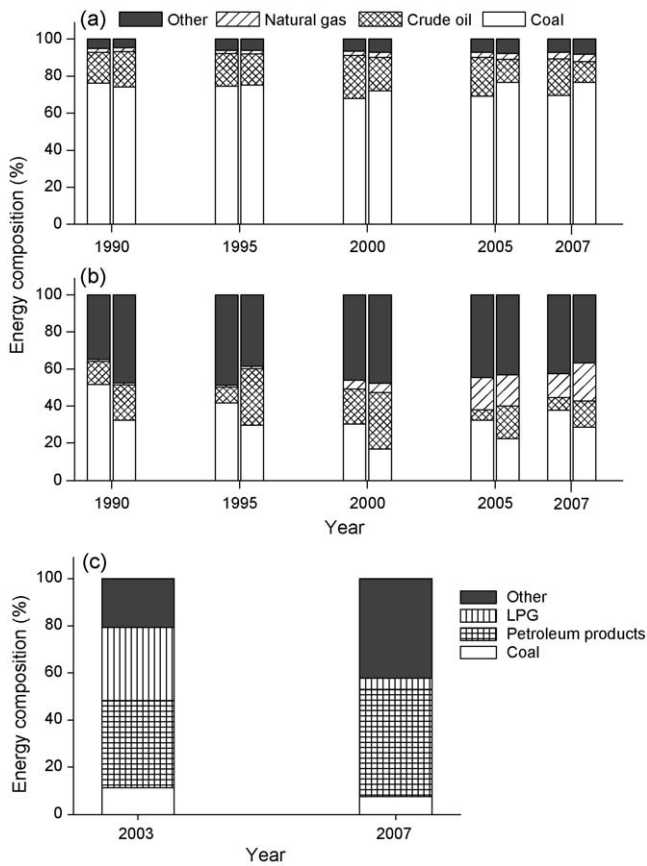 (a)
Other Natural gas Crude oil Coal
100
80
60
40
20
0
1990 1995 2000 2005 2007
(b)
100
80
60
40
20
0
1990 1995 2000 2005 2007
Year
Energy composition (%)
(c)
100
80
60
40
20
0
2003 2007
Year
Energy composition (%)
Other
LPG
Petroleum products
Coal